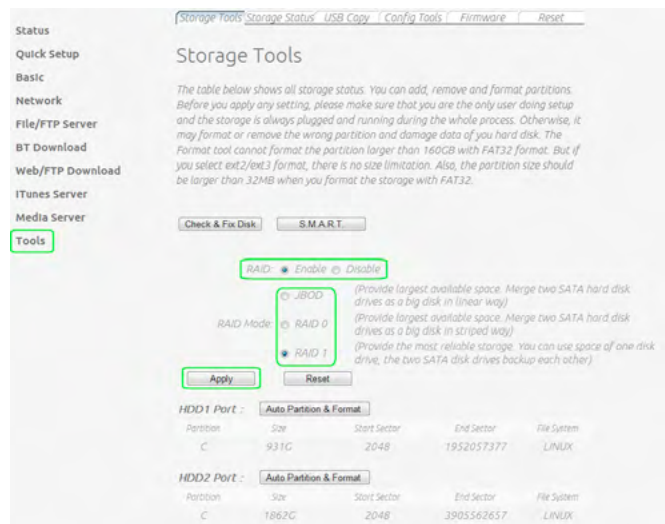 Storage Tools Storage Status USB Copy Config Tools Firmware Reset
Status
Quick Setup
Basic
Network
File/FTP Server
BT Download
Web/FTP Download
iTunes Server
Media Server
Tools
Storage Tools
The table below shows all storage status. You can add, remove and format partitions.
Before you apply any setting, please make sure that you are the only user doing setup
and the storage is always plugged and running during the whole process. Otherwise, it
may format or remove the wrong partition and damage data of you hard disk. The
Format tool cannot format the partition larger than 160GB with FAT32 format. But if
you select ext2/ext3 format, there is no size limitation. Also, the partition size should
be larger than 32MB when you format the storage with FAT32.
Check & Fix Disk S.M.A.R.T.
RAID: Enable Disable
RAID Mode:
JBOD (Provide largest available space. Merge two SATA hard disk
drives as a big disk in linear way)
RAID 0 (Provide largest available space. Merge two SATA hard disk
drives as a big disk in striped way)
RAID 1 (Provide the most reliable storage. You can use space of one disk
drive, the two SATA disk drives backup each other)
Apply Reset
HDD1 Port : Auto Partition & Format
Partition Size Start Sector End Sector File System
C 931G 2048 1952057377 LINUX
HDD2 Port : Auto Partition & Format
Partition Size Start Sector End Sector File System
C 1862G 2048 3905562657 LINUX